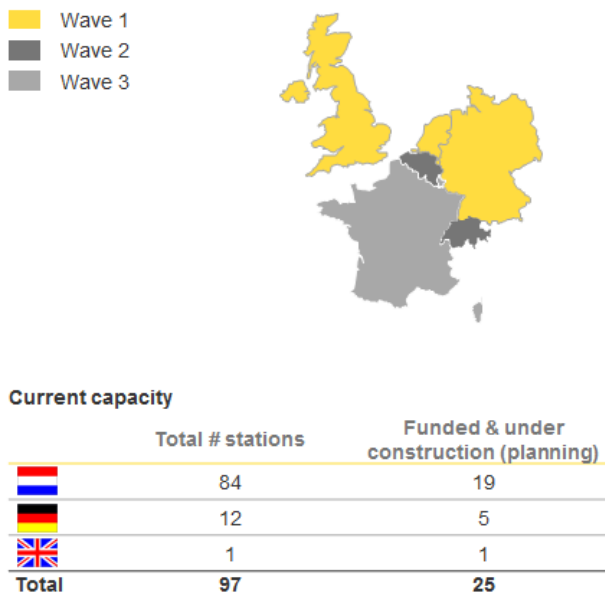 Wave 1
Wave 2
Wave 3
Current capacity
Total # stations
Funded & under
construction (planning)
84 19
12 5
1 1
Total 97 25